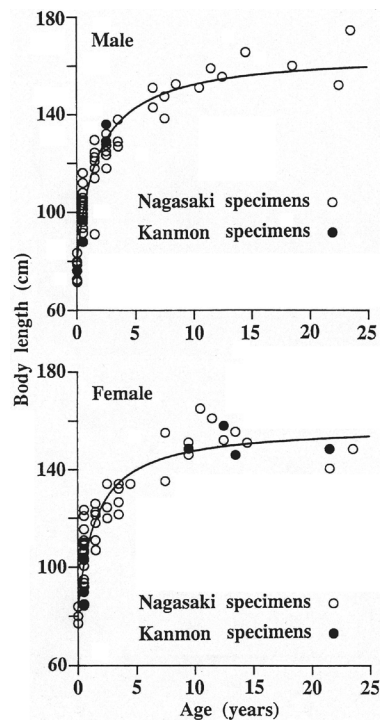 180
Male
140
100
Nagasaki specimens
Kanmon specimens
60
0 5 10 15 20 25
Body length (cm)
180
Female
140
100
Nagasaki specimens
Kanmon specimens
60
0 5 10 15 20 25
Age (years)